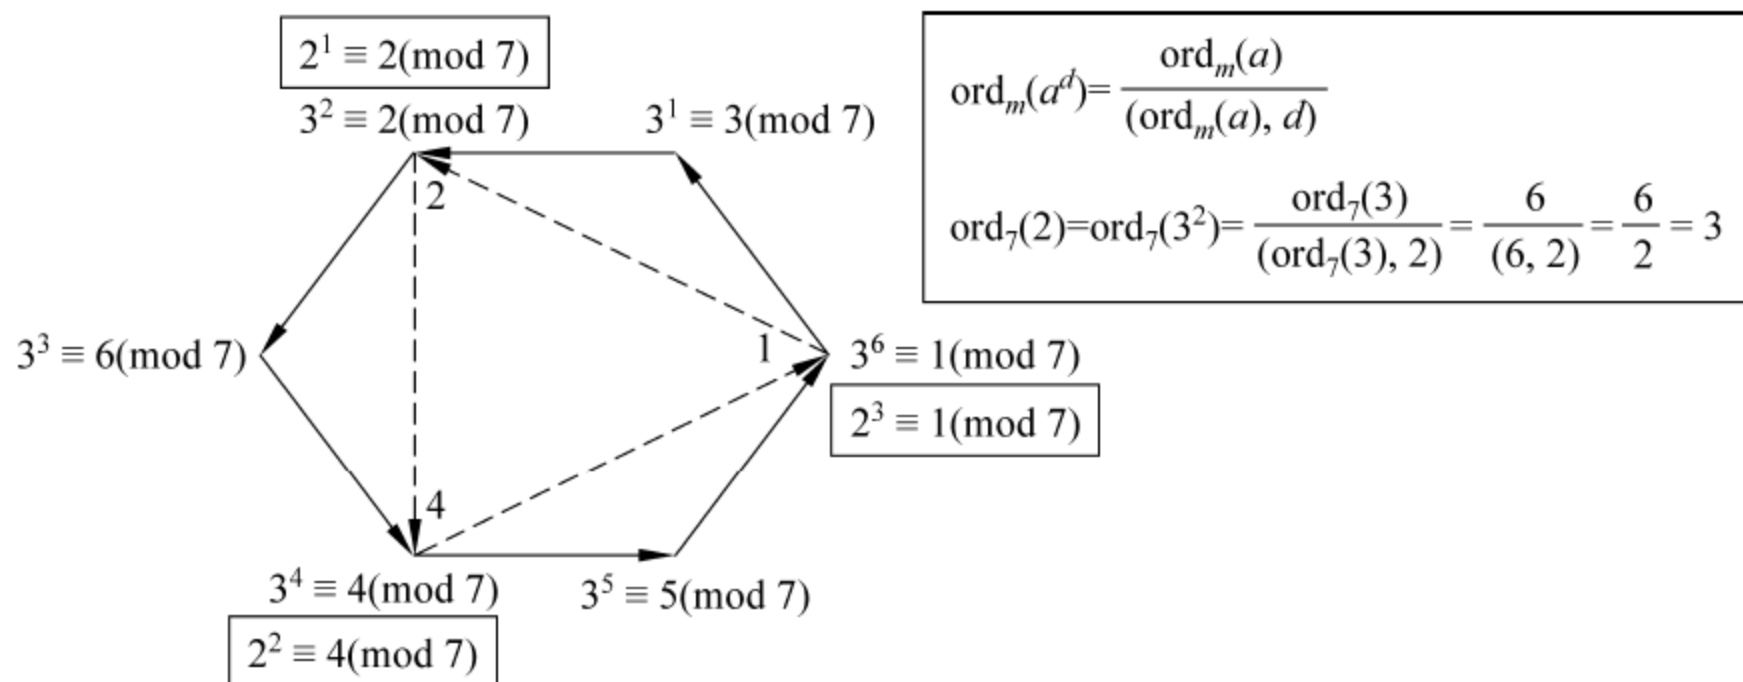 2¹ ≡ 2(mod 7)
3² ≡ 2(mod 7)
3¹ ≡ 3(mod 7)
2
3³ ≡ 6(mod 7)
1
3⁶ ≡ 1(mod 7)
2³ ≡ 1(mod 7)
4
3⁴ ≡ 4(mod 7)
3⁵ ≡ 5(mod 7)
2² ≡ 4(mod 7)
ordₘ(aᵈ)= ordₘ(a) / (ordₘ(a), d)
ord₇(2)=ord₇(3²)= ord₇(3) / (ord₇(3), 2) = 6 / (6, 2) = 6 / 2 = 3